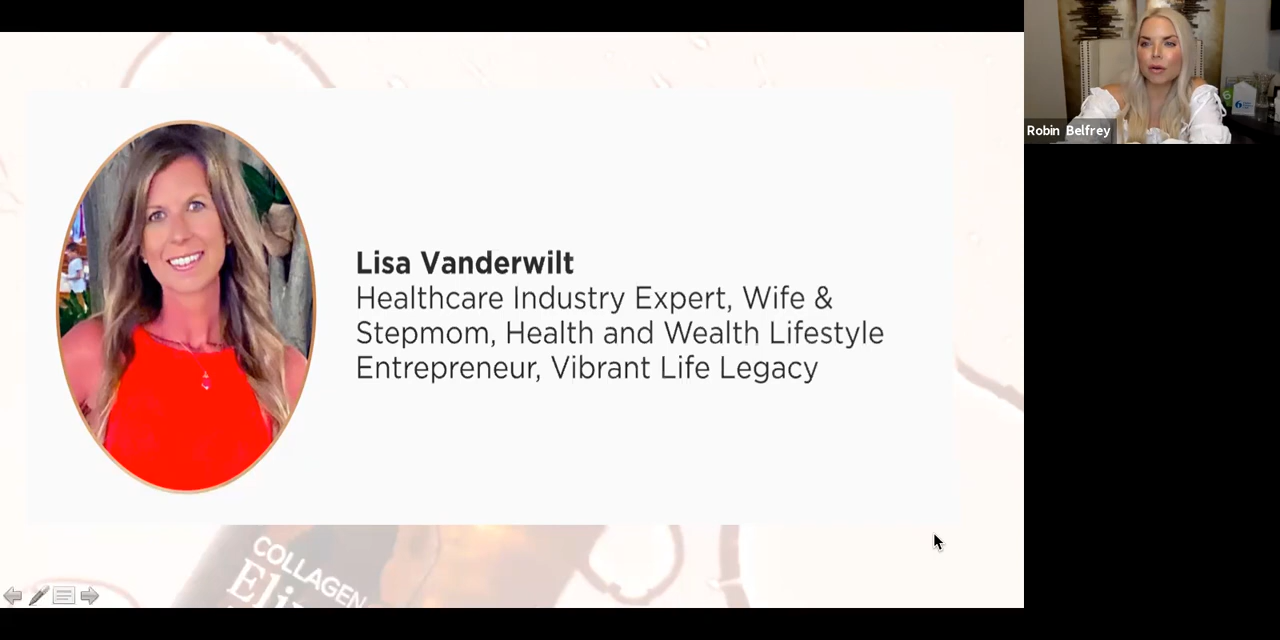 Lisa Vanderwilt
Healthcare Industry Expert, Wife &
Stepmom, Health and Wealth Lifestyle
Entrepreneur, Vibrant Life Legacy
COLLAGEN
Robin Belfrey